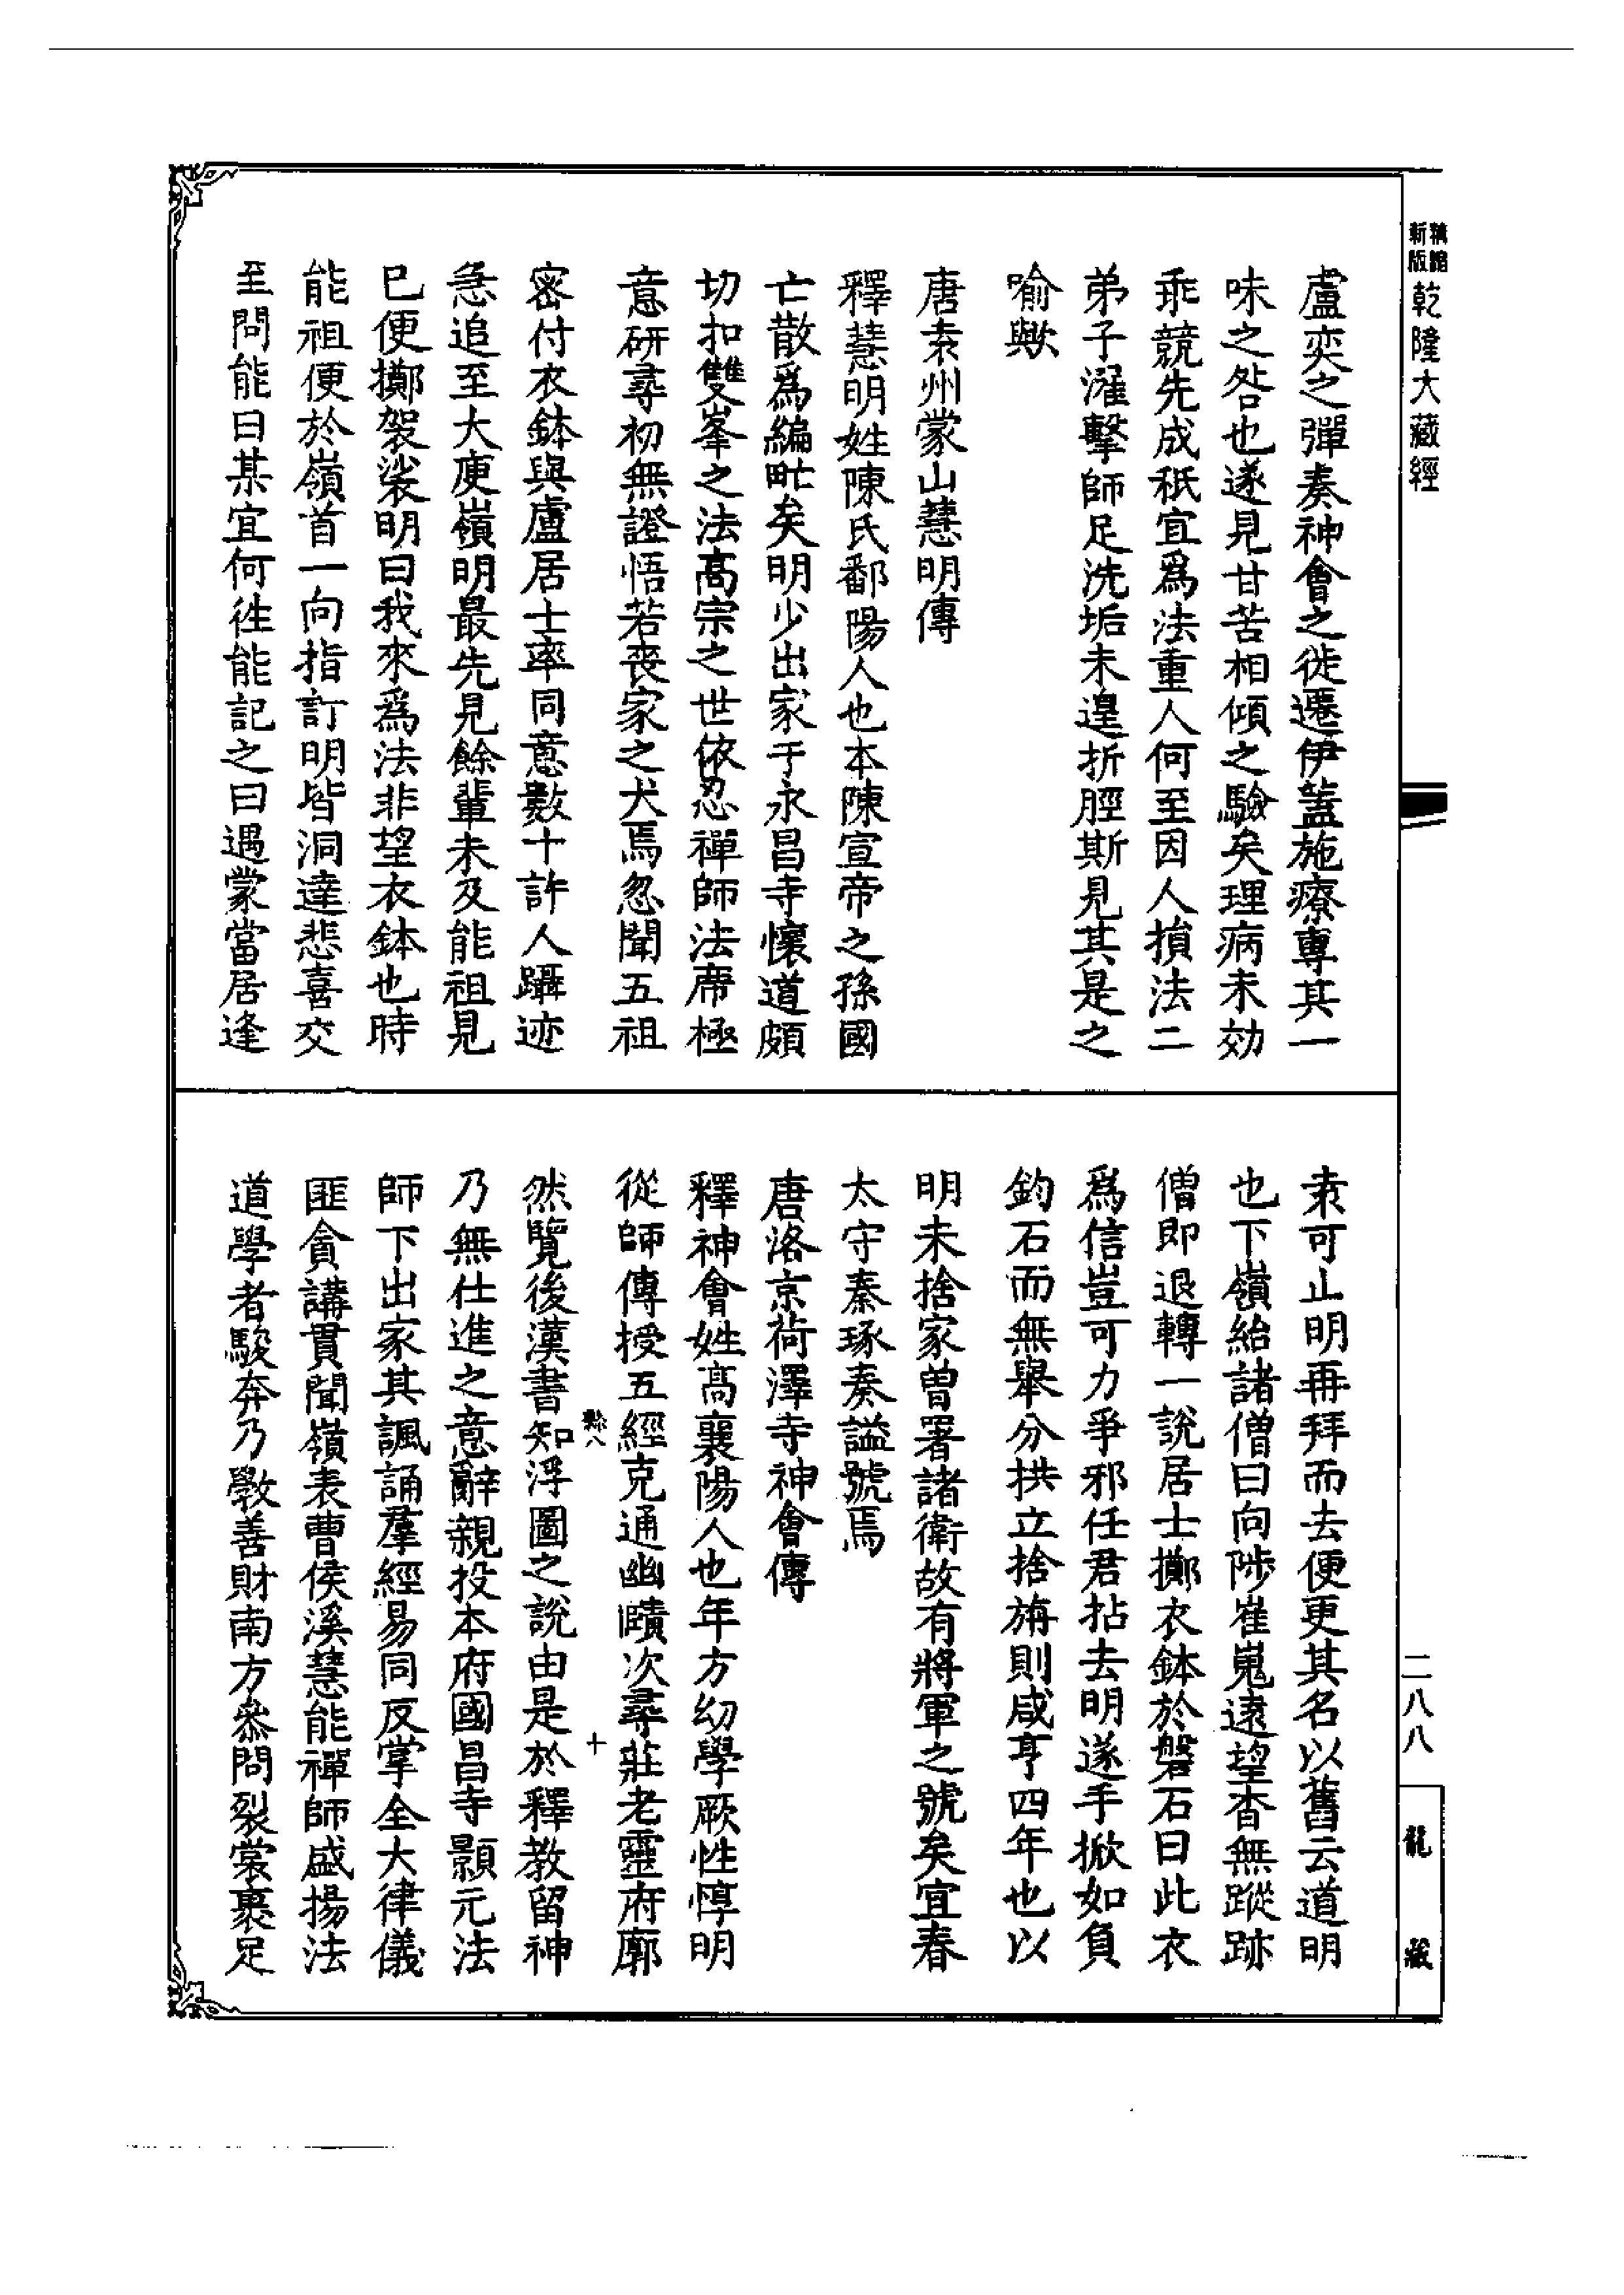 精縮新版乾隆大藏經
盧奕之彈奏神會之徙遷伊葢施療專其一
味之咎也遂見甘苦相傾之驗矣理病未効
乖競先成秖宜爲法重人何至因人損法二
弟子濯擊師足洗垢未遑折脛斯見其是之
喻歟
唐袁州蒙山慧明傳
釋慧明姓陳氏鄱陽人也本陳宣帝之孫國
亡散爲編甿矣明少出家于永昌寺懷道頗
切扣雙峯之法高宗之世依忍禪師法席極
意研尋初無證悟若喪家之犬焉忽聞五祖
密付衣鉢與盧居士率同意數十許人躡迹
急追至大庾嶺明最先見餘輩未及能祖見
巳便擲袈裟明曰我來爲法非望衣鉢也時
能祖便於嶺首一向指訂明皆洞達悲喜交
至問能曰某宜何徃能記之曰遇蒙當居逢
袁可止明再拜而去便更其名以舊云道明
也下嶺紿諸僧曰向陟崔嵬遠望杳無蹤跡
僧即退轉一說居士擲衣鉢於磐石曰此衣
爲信豈可力爭邪任君拈去明遂手掀如負
鈞石而無舉分拱立捨旃則咸亨四年也以
明未捨家曾署諸衛故有將軍之號矣宜春
太守秦琢奏謚號焉
唐洛京荷澤寺神會傳
釋神會姓高襄陽人也年方幼學厥性惇明
從師傳授五經克通幽賾次尋莊老靈府廓
縣八
十
然覽後漢書知浮圖之說由是於釋教留神
乃無仕進之意辭親投本府國昌寺顥元法
師下出家其諷誦羣經易同反掌全大律儀
匪貪講貫聞嶺表曹侯溪慧能禪師盛揚法
道學者駿奔乃斆善財南方叅問裂裳裹足
二八八
龍藏